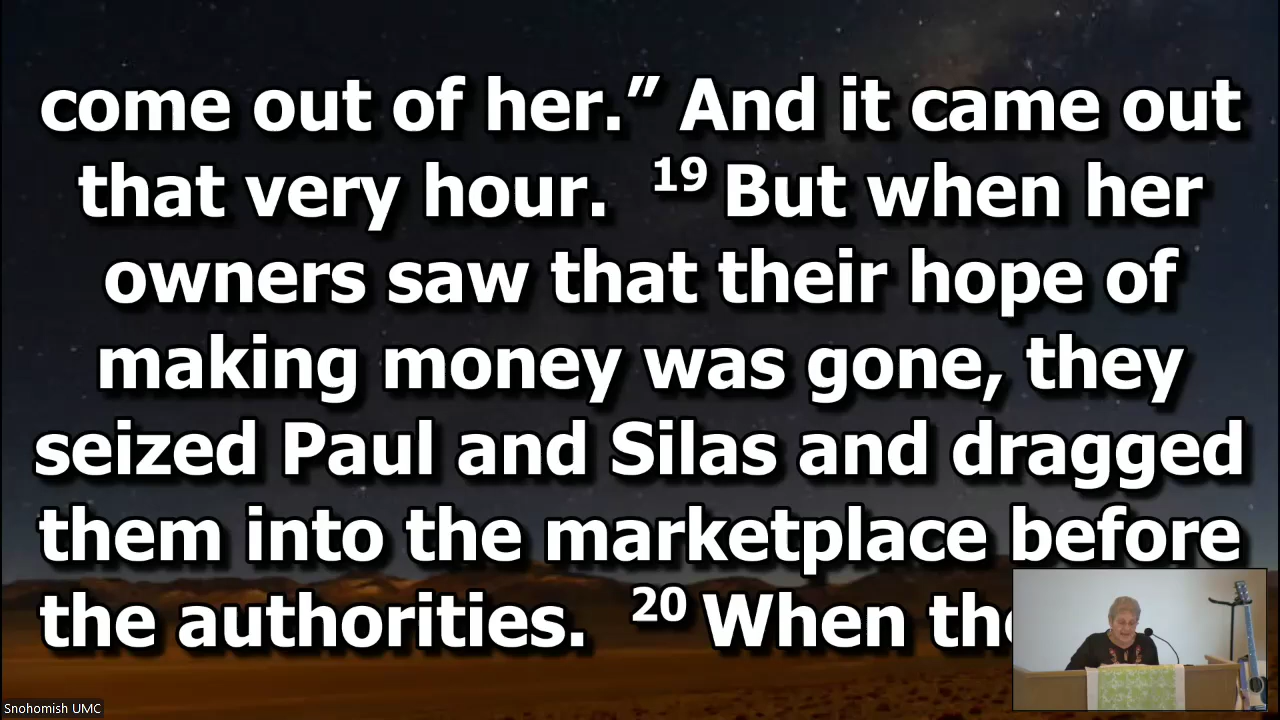 come out of her.” And it came out
that very hour. 19 But when her
owners saw that their hope of
making money was gone, they
seized Paul and Silas and dragged
them into the marketplace before
the authorities. 20 When
Snohomish UMC